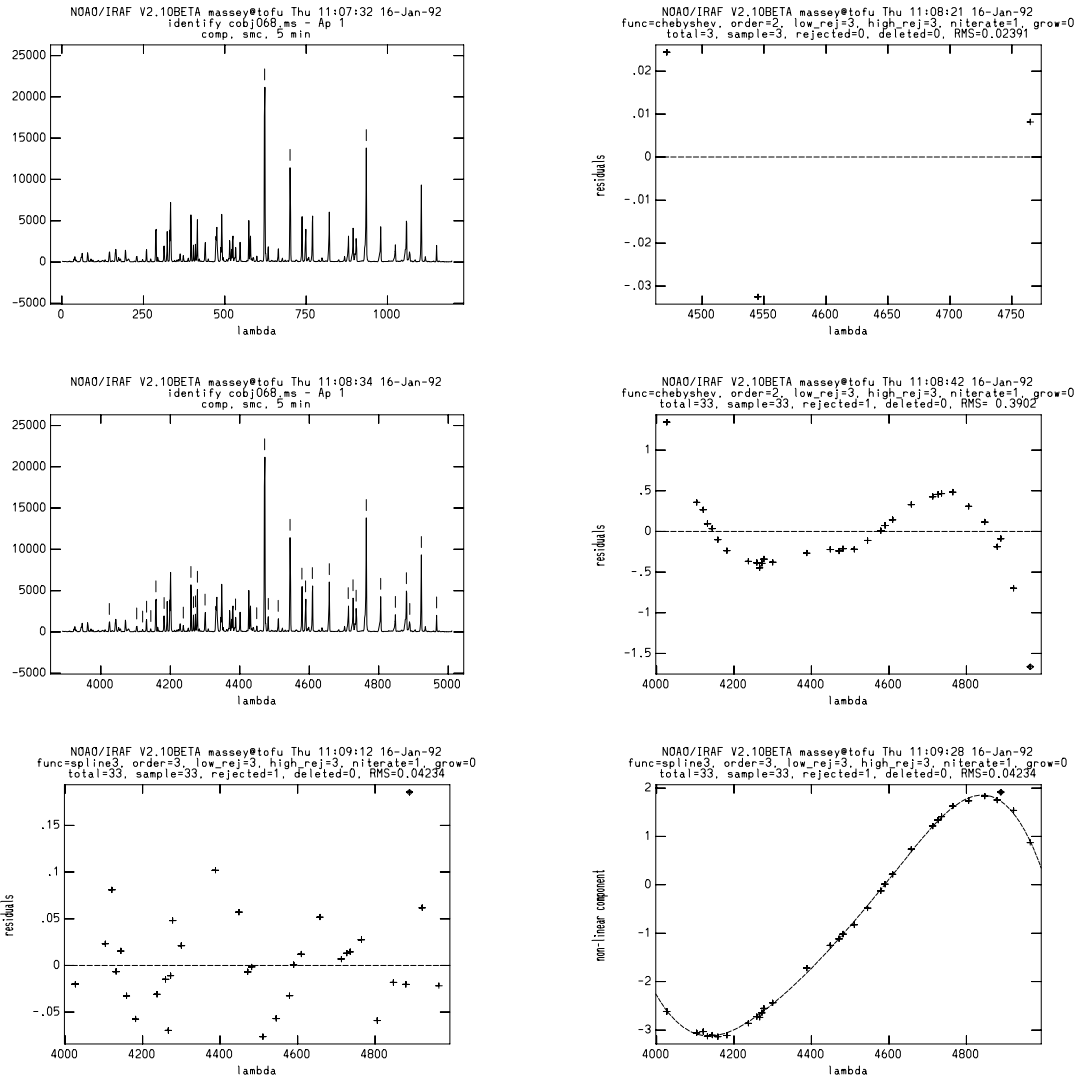 NOAO/IRAF V2.10BETA massey@tofu Thu 11:07:32 16-Jan-92
identify cobj068.ms - Ap 1
comp, smc, 5 min
25000
20000
15000
10000
5000
0
-5000
0 250 500 750 1000
lambda
NOAO/IRAF V2.10BETA massey@tofu Thu 11:08:21 16-Jan-92
func=chebyshev, order=2, low_rej=3, high_rej=3, niterate=1, grow=0
total=3, sample=3, rejected=0, deleted=0, RMS=0.02391
.02
.01
0
-.01
-.02
-.03
residuals
4500 4550 4600 4650 4700 4750
lambda
NOAO/IRAF V2.10BETA massey@tofu Thu 11:08:34 16-Jan-92
identify cobj068.ms - Ap 1
comp, smc, 5 min
25000
20000
15000
10000
5000
0
-5000
4000 4200 4400 4600 4800 5000
lambda
NOAO/IRAF V2.10BETA massey@tofu Thu 11:08:42 16-Jan-92
func=chebyshev, order=2, low_rej=3, high_rej=3, niterate=1, grow=0
total=33, sample=33, rejected=1, deleted=0, RMS= 0.3902
1
.5
0
-.5
-1
-1.5
residuals
4000 4200 4400 4600 4800
lambda
NOAO/IRAF V2.10BETA massey@tofu Thu 11:09:12 16-Jan-92
func=spline3, order=3, low_rej=3, high_rej=3, niterate=1, grow=0
total=33, sample=33, rejected=1, deleted=0, RMS=0.04234
.15
.1
.05
0
-.05
residuals
4000 4200 4400 4600 4800
lambda
NOAO/IRAF V2.10BETA massey@tofu Thu 11:09:28 16-Jan-92
func=spline3, order=3, low_rej=3, high_rej=3, niterate=1, grow=0
total=33, sample=33, rejected=1, deleted=0, RMS=0.04234
2
1
0
-1
-2
-3
non-linear component
4000 4200 4400 4600 4800
lambda